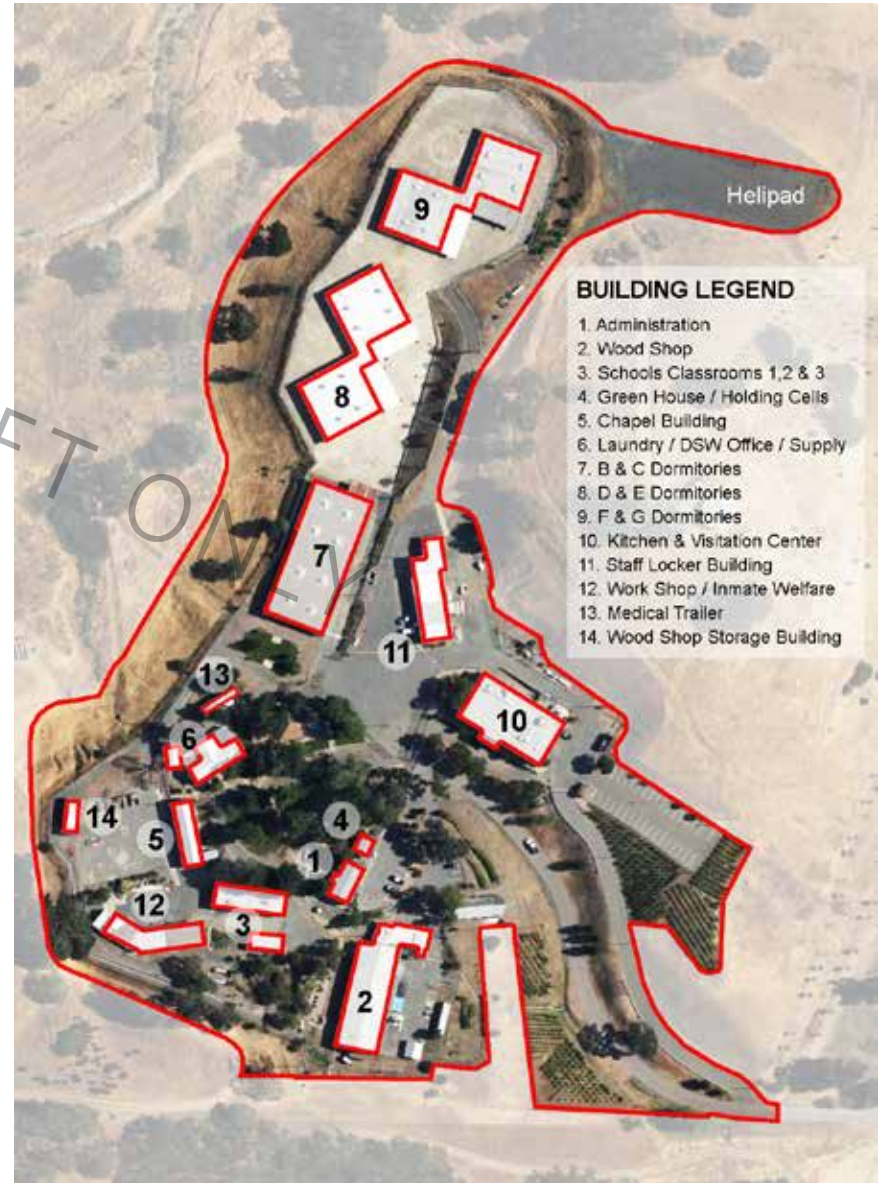 Helipad
BUILDING LEGEND
1. Administration
2. Wood Shop
3. Schools Classrooms 1,2 & 3
4. Green House / Holding Cells
5. Chapel Building
6. Laundry / DSW Office / Supply
7. B & C Dormitories
8. D & E Dormitories
9. F & G Dormitories
10. Kitchen & Visitation Center
11. Staff Locker Building
12. Work Shop / Inmate Welfare
13. Medical Trailer
14. Wood Shop Storage Building
9
8
7
11
13
10
6
14
5
4
1
12
3
2
FT ONLY